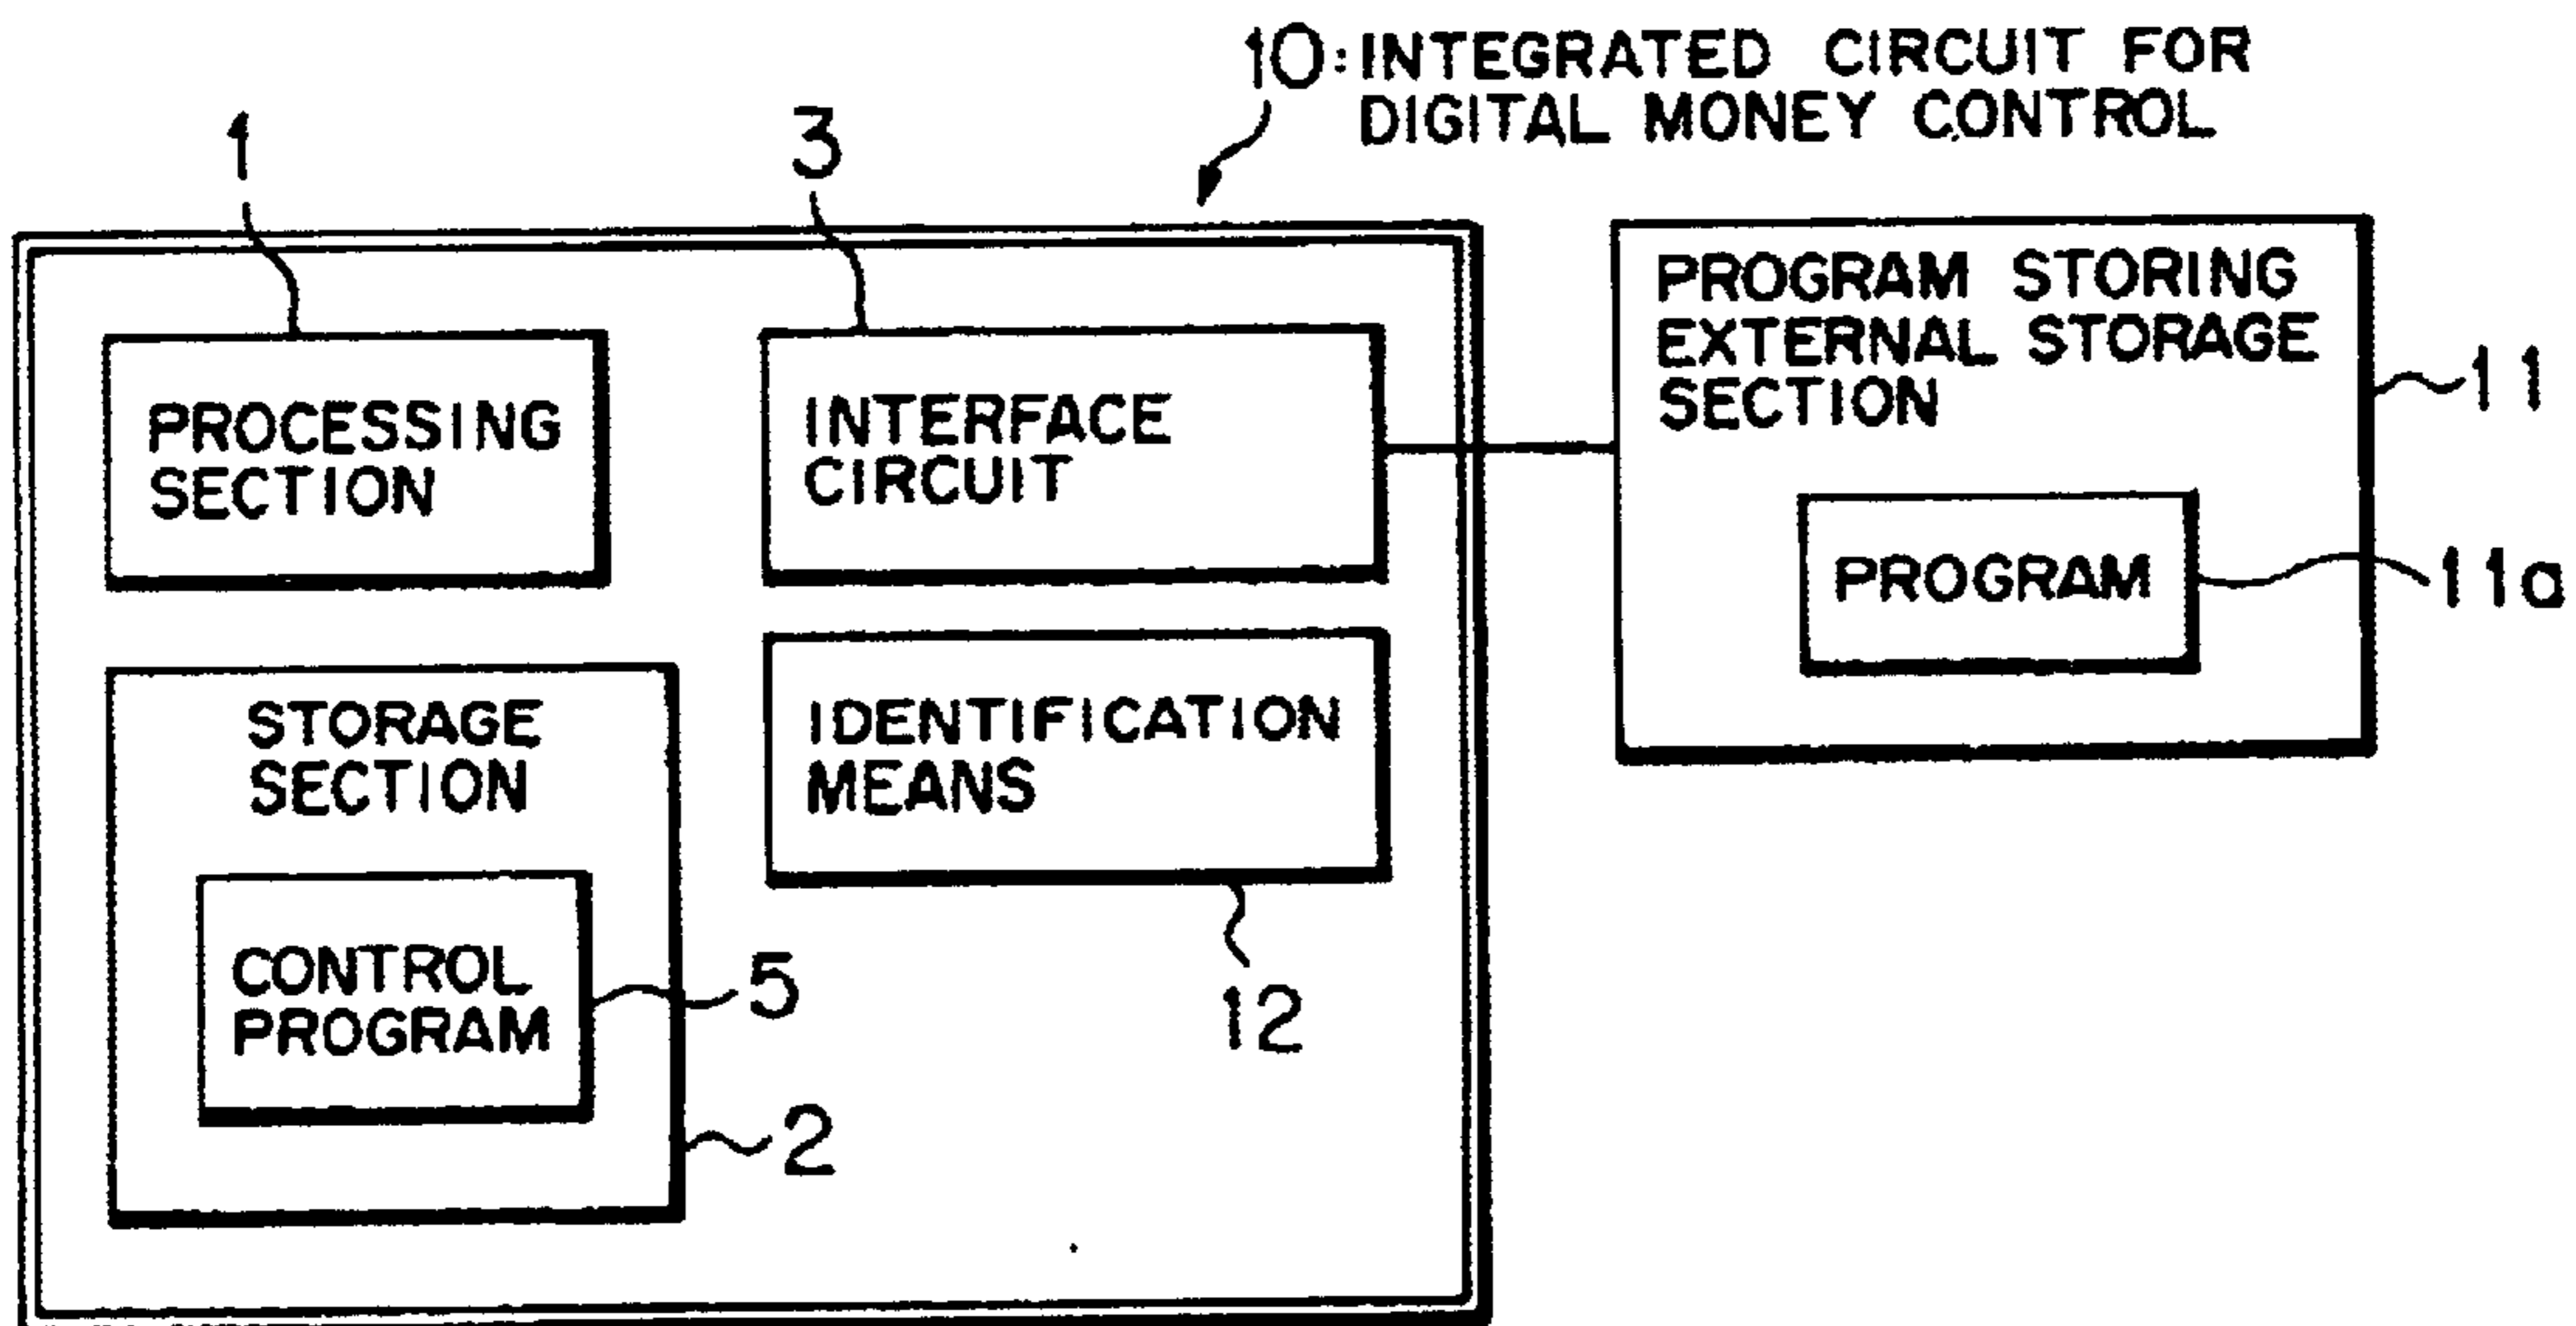 10: INTEGRATED CIRCUIT FOR
DIGITAL MONEY CONTROL
1
3
PROCESSING
SECTION
INTERFACE
CIRCUIT
PROGRAM STORING
EXTERNAL STORAGE
SECTION
11
PROGRAM
11a
STORAGE
SECTION
IDENTIFICATION
MEANS
CONTROL
PROGRAM
5
12
2